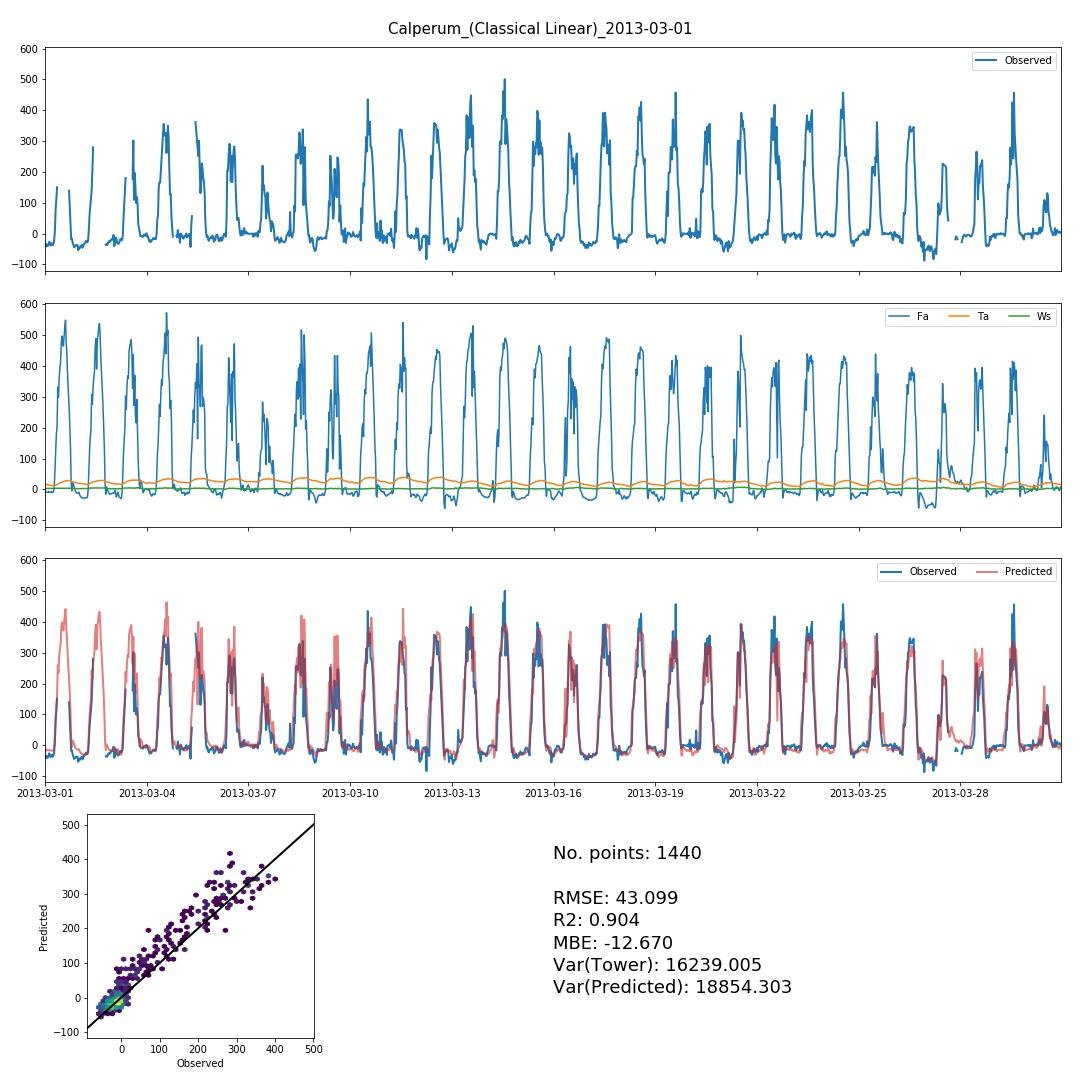 Calperum_(Classical Linear)_2013-03-01
600
500
400
300
200
100
0
−100
Observed
600
500
400
300
200
100
0
−100
Fa Ta Ws
600
500
400
300
200
100
0
−100
Observed Predicted
2013-03-01 2013-03-04 2013-03-07 2013-03-10 2013-03-13 2013-03-16 2013-03-19 2013-03-22 2013-03-25 2013-03-28
500
400
300
200
100
0
−100
Predicted
0 100 200 300 400 500
Observed
No. points: 1440
RMSE: 43.099
R2: 0.904
MBE: -12.670
Var(Tower): 16239.005
Var(Predicted): 18854.303